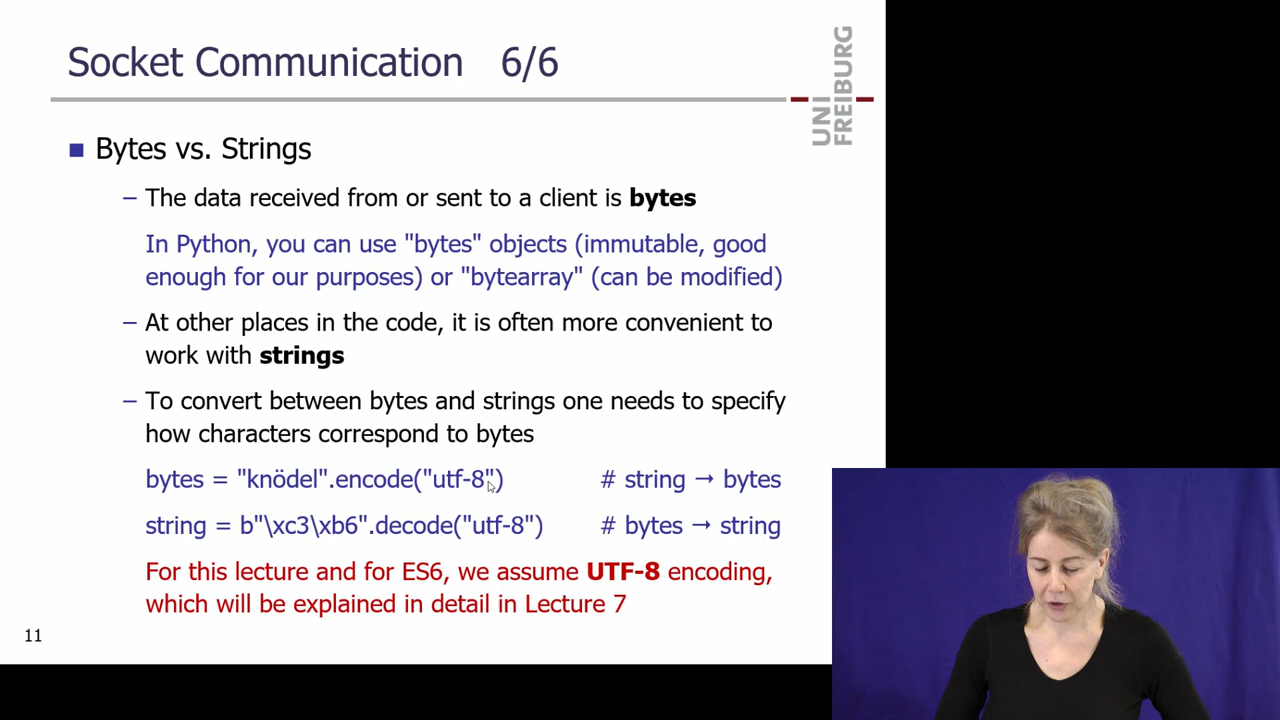 Socket Communication 6/6
UNI
FREIBURG
■ Bytes vs. Strings
– The data received from or sent to a client is bytes
In Python, you can use "bytes" objects (immutable, good
enough for our purposes) or "bytearray" (can be modified)
– At other places in the code, it is often more convenient to
work with strings
– To convert between bytes and strings one needs to specify
how characters correspond to bytes
bytes = "knödel".encode("utf-8") # string → bytes
string = b"\xc3\xb6".decode("utf-8") # bytes → string
For this lecture and for ES6, we assume UTF-8 encoding,
which will be explained in detail in Lecture 7
11